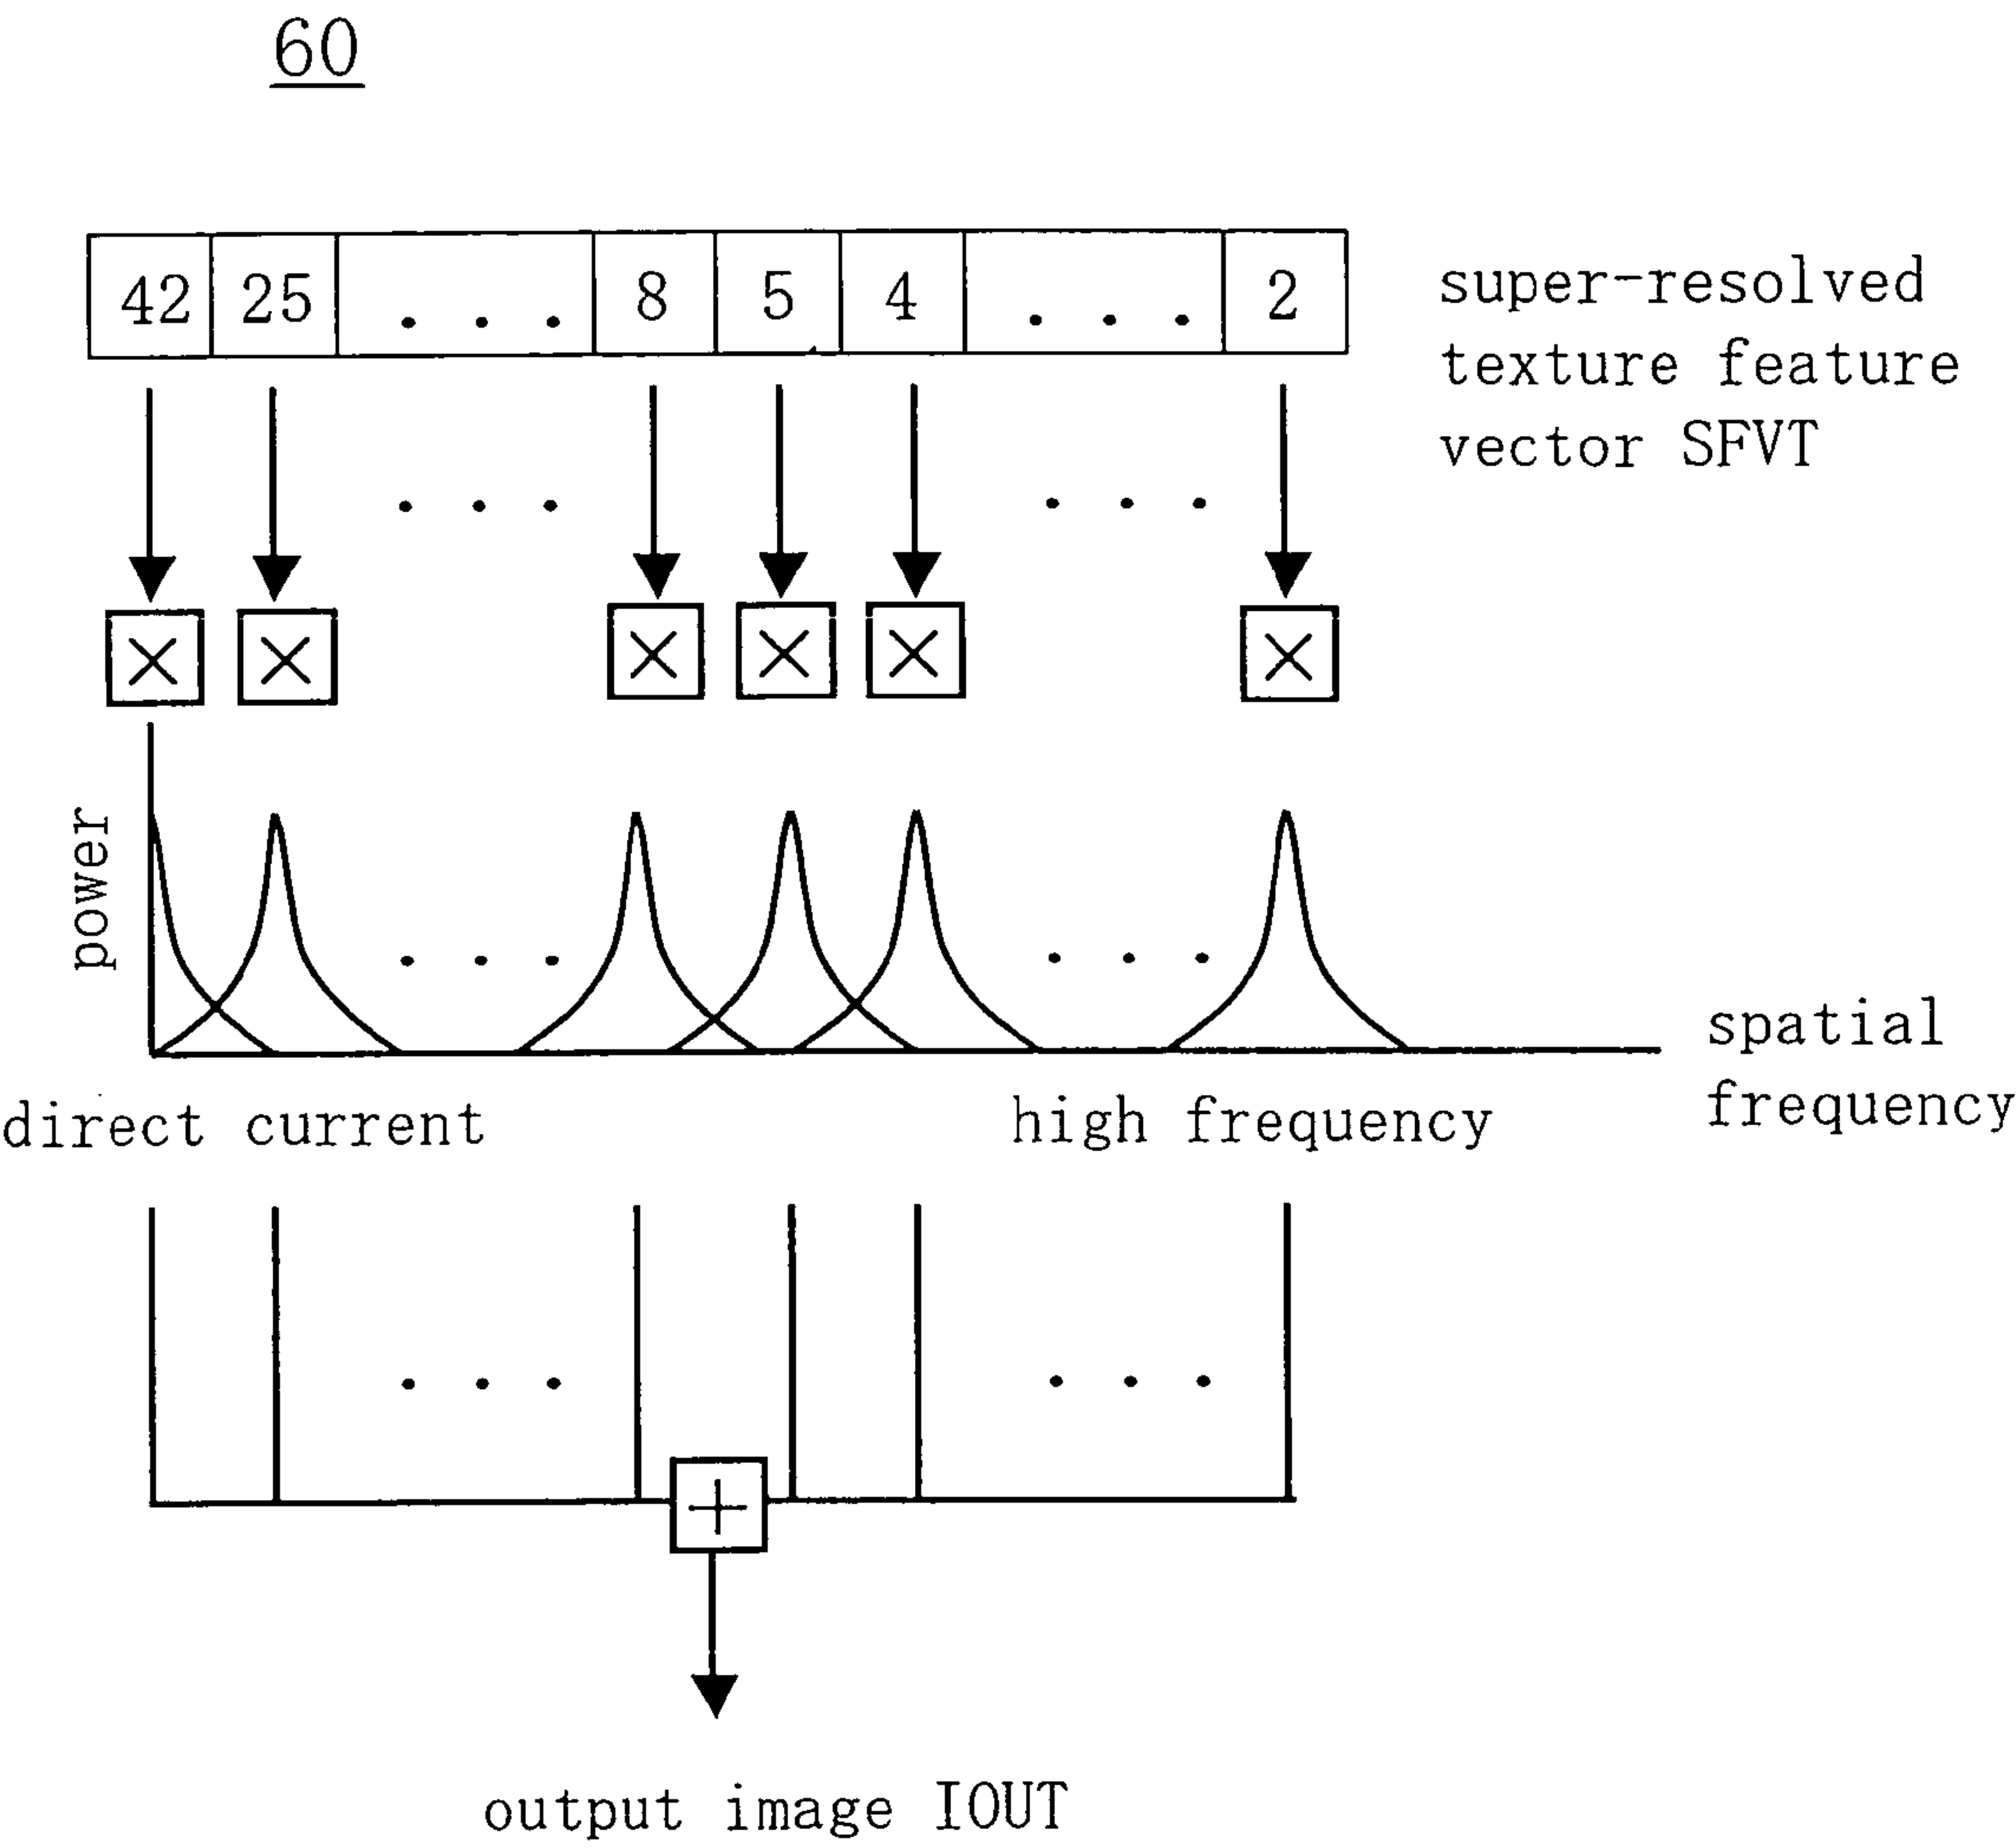 60
42 25 . . . 8 5 4 . . . 2
super-resolved
texture feature
vector SFVT
. . . . . .
× × × × × ×
power
. . . . . .
spatial
frequency
direct current
high frequency
. . . . . .
+
output image IOUT